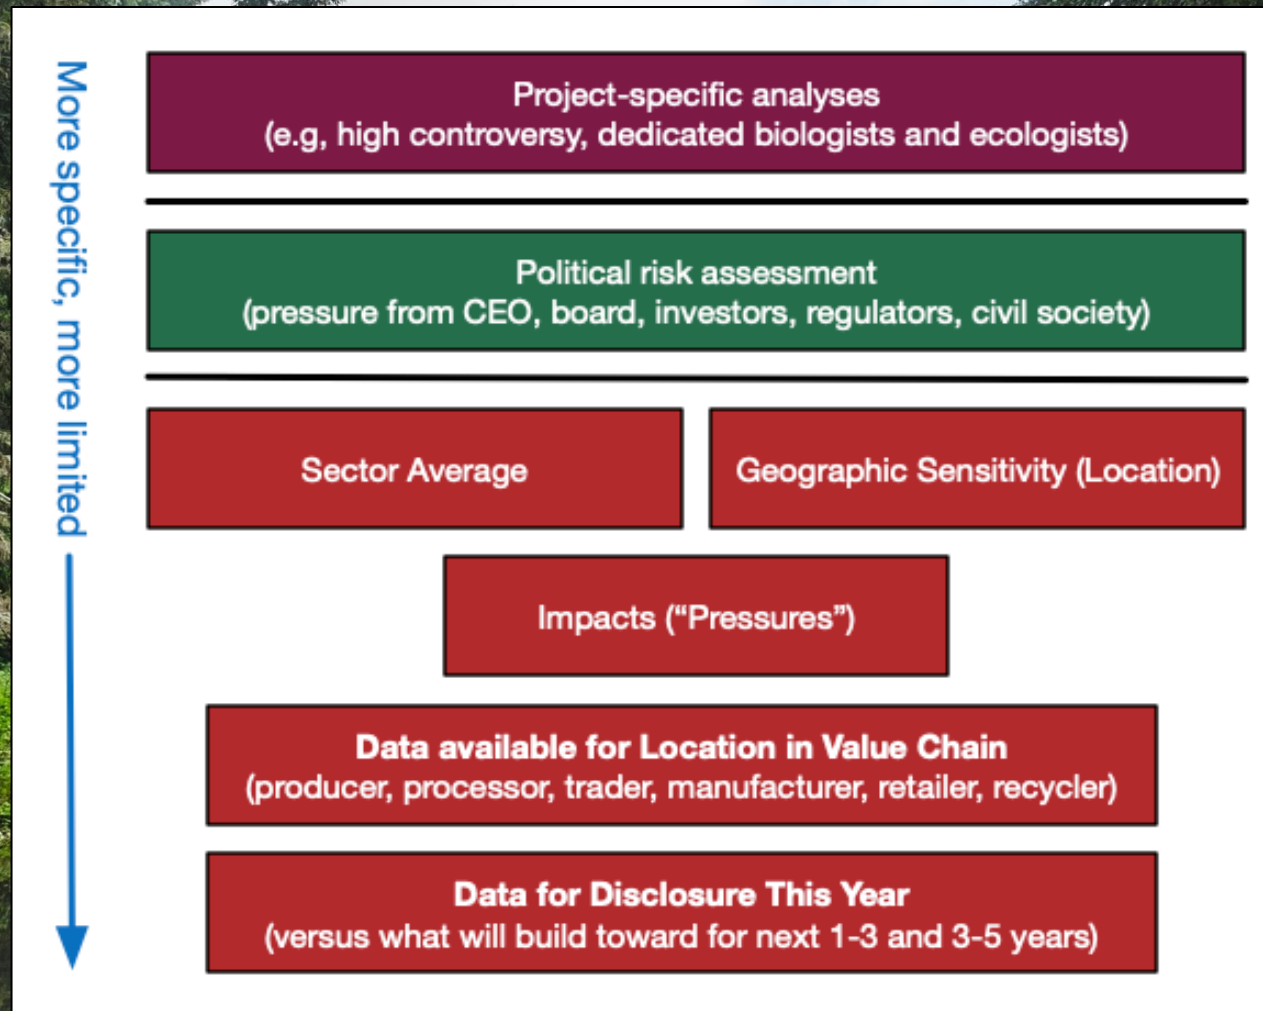 More specific, more limited
Project-specific analyses
(e.g, high controversy, dedicated biologists and ecologists)
Political risk assessment
(pressure from CEO, board, investors, regulators, civil society)
Sector Average
Geographic Sensitivity (Location)
Impacts (“Pressures”)
Data available for Location in Value Chain
(producer, processor, trader, manufacturer, retailer, recycler)
Data for Disclosure This Year
(versus what will build toward for next 1-3 and 3-5 years)